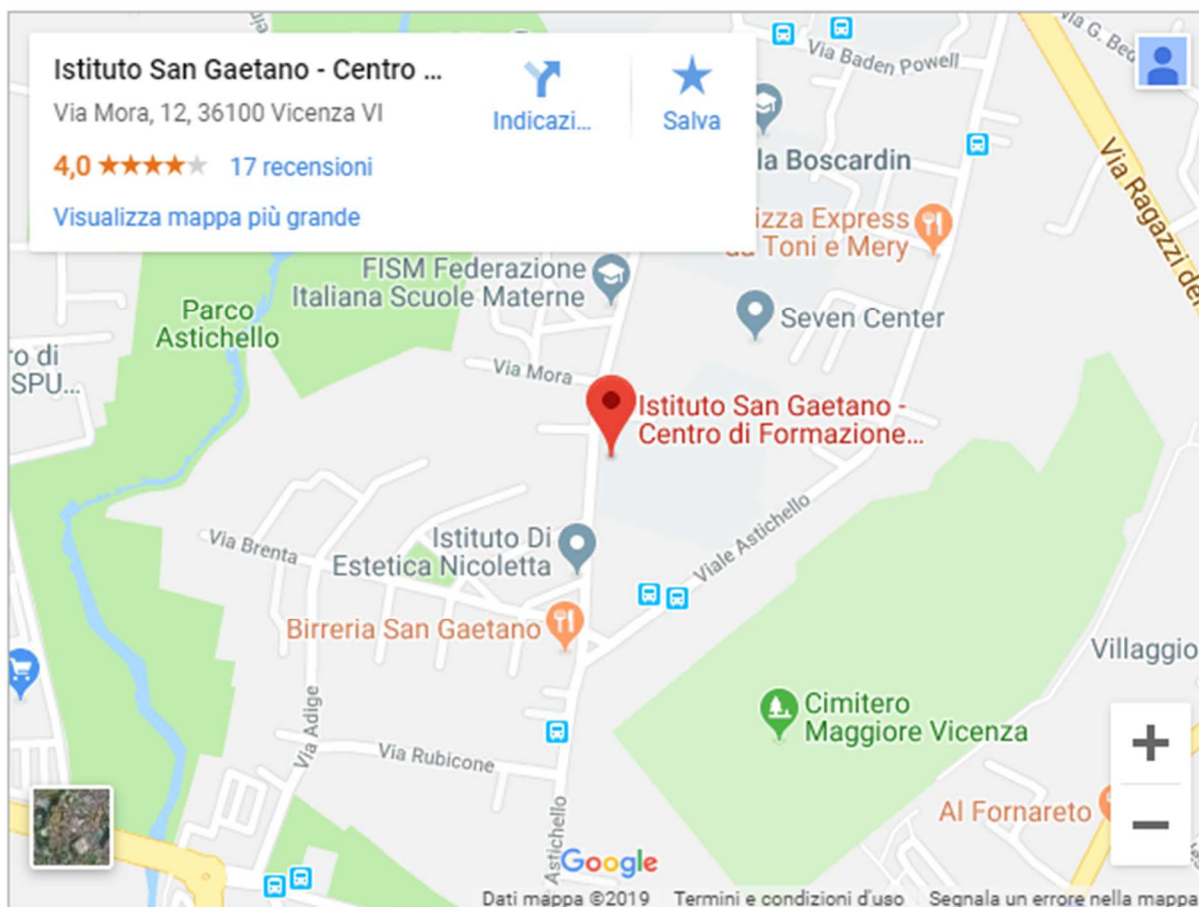 Istituto San Gaetano - Centro ...
Via Mora, 12, 36100 Vicenza VI
4,0
17 recensioni
Visualizza mappa più grande
Indicazi...
Salva
Via Baden Powell
Via G. Bed
la Boscardin
Via Ragazzi del
izza Express
da Toni e Mery
FISM Federazione
Italiana Scuole Materne
Seven Center
Parco
Astichello
ro di
SPU...
Via Mora
Istituto San Gaetano -
Centro di Formazione...
Via Brenta
Istituto Di
Estetica Nicoletta
Viale Astichello
Birreria San Gaetano
Villaggio
Cimitero
Maggiore Vicenza
Via Adige
Via Rubicone
Al Fornareto
Astichello
Google
Dati mappa ©2019
Termini e condizioni d'uso
Segnala un errore nella mappa